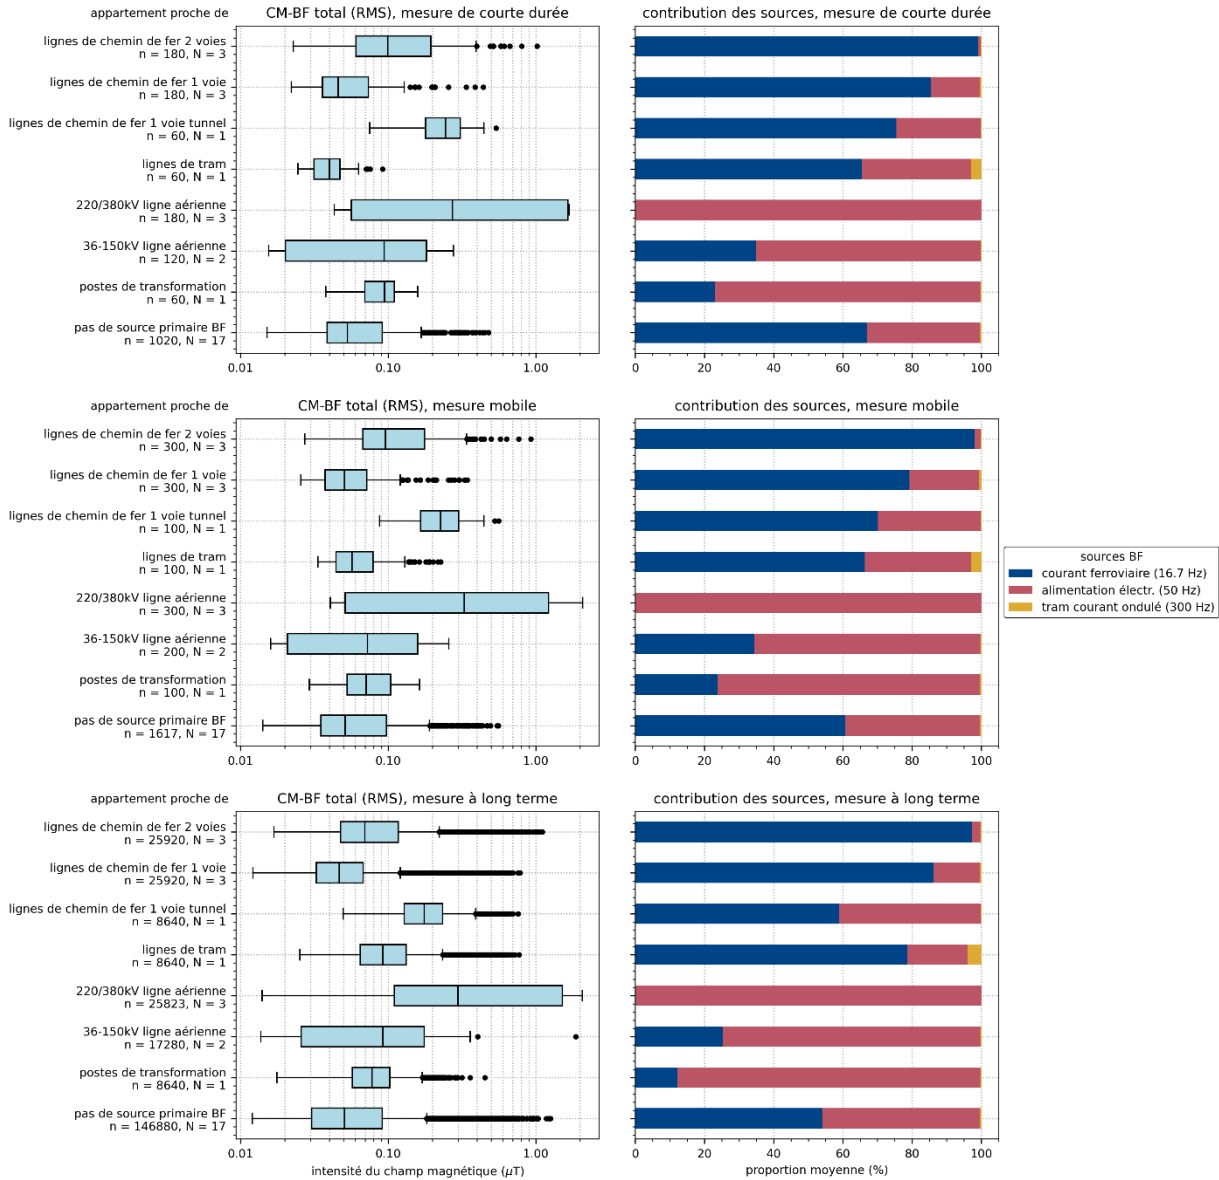 appartement proche de
CM-BF total (RMS), mesure de courte durée
contribution des sources, mesure de courte durée
lignes de chemin de fer 2 voies
n = 180, N = 3
lignes de chemin de fer 1 voie
n = 180, N = 3
lignes de chemin de fer 1 voie tunnel
n = 60, N = 1
lignes de tram
n = 60, N = 1
220/380kV ligne aérienne
n = 180, N = 3
36-150kV ligne aérienne
n = 120, N = 2
postes de transformation
n = 60, N = 1
pas de source primaire BF
n = 1020, N = 17
0.01 0.10 1.00
0 20 40 60 80 100
appartement proche de
CM-BF total (RMS), mesure mobile
contribution des sources, mesure mobile
lignes de chemin de fer 2 voies
n = 300, N = 3
lignes de chemin de fer 1 voie
n = 300, N = 3
lignes de chemin de fer 1 voie tunnel
n = 100, N = 1
lignes de tram
n = 100, N = 1
220/380kV ligne aérienne
n = 300, N = 3
36-150kV ligne aérienne
n = 200, N = 2
postes de transformation
n = 100, N = 1
pas de source primaire BF
n = 1617, N = 17
0.01 0.10 1.00
0 20 40 60 80 100
sources BF
courant ferroviaire (16.7 Hz)
alimentation électr. (50 Hz)
tram courant ondulé (300 Hz)
appartement proche de
CM-BF total (RMS), mesure à long terme
contribution des sources, mesure à long terme
lignes de chemin de fer 2 voies
n = 25920, N = 3
lignes de chemin de fer 1 voie
n = 25920, N = 3
lignes de chemin de fer 1 voie tunnel
n = 8640, N = 1
lignes de tram
n = 8640, N = 1
220/380kV ligne aérienne
n = 25823, N = 3
36-150kV ligne aérienne
n = 17280, N = 2
postes de transformation
n = 8640, N = 1
pas de source primaire BF
n = 146880, N = 17
0.01 0.10 1.00
0 20 40 60 80 100
intensité du champ magnétique (μT)
proportion moyenne (%)